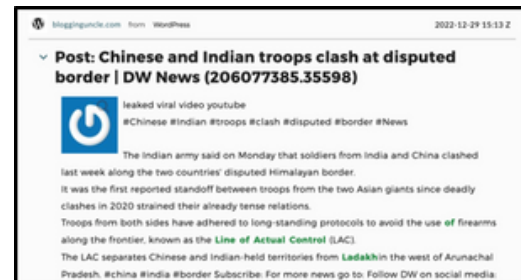 blogginguncle.com from WordPress 2022-12-29 15:13 Z
Post: Chinese and Indian troops clash at disputed
border | DW News (206077385.35598)
leaked viral video youtube
#Chinese #Indian #troops #clash #disputed #border #News
The Indian army said on Monday that soldiers from India and China clashed
last week along the two countries' disputed Himalayan border.
It was the first reported standoff between troops from the two Asian giants since deadly
clashes in 2020 strained their already tense relations.
Troops from both sides have adhered to long-standing protocols to avoid the use of firearms
along the frontier, known as the Line of Actual Control (LAC).
The LAC separates Chinese and Indian-held territories from Ladakhin the west of Arunachal
Pradesh. #china #india #border Subscribe: For more news go to: Follow DW on social media: